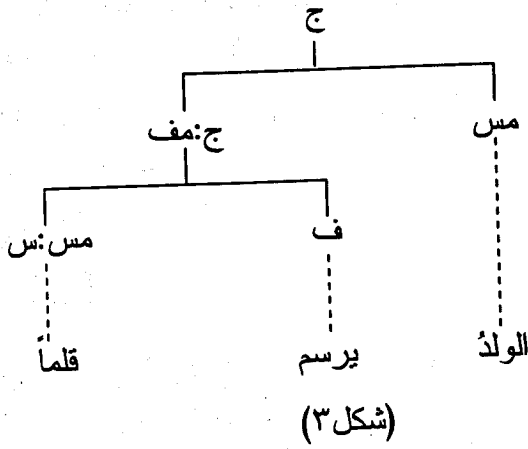 ج
مس ج:مف
ف مس:س
الولدُ يرسم قلماً
(شكل٣)